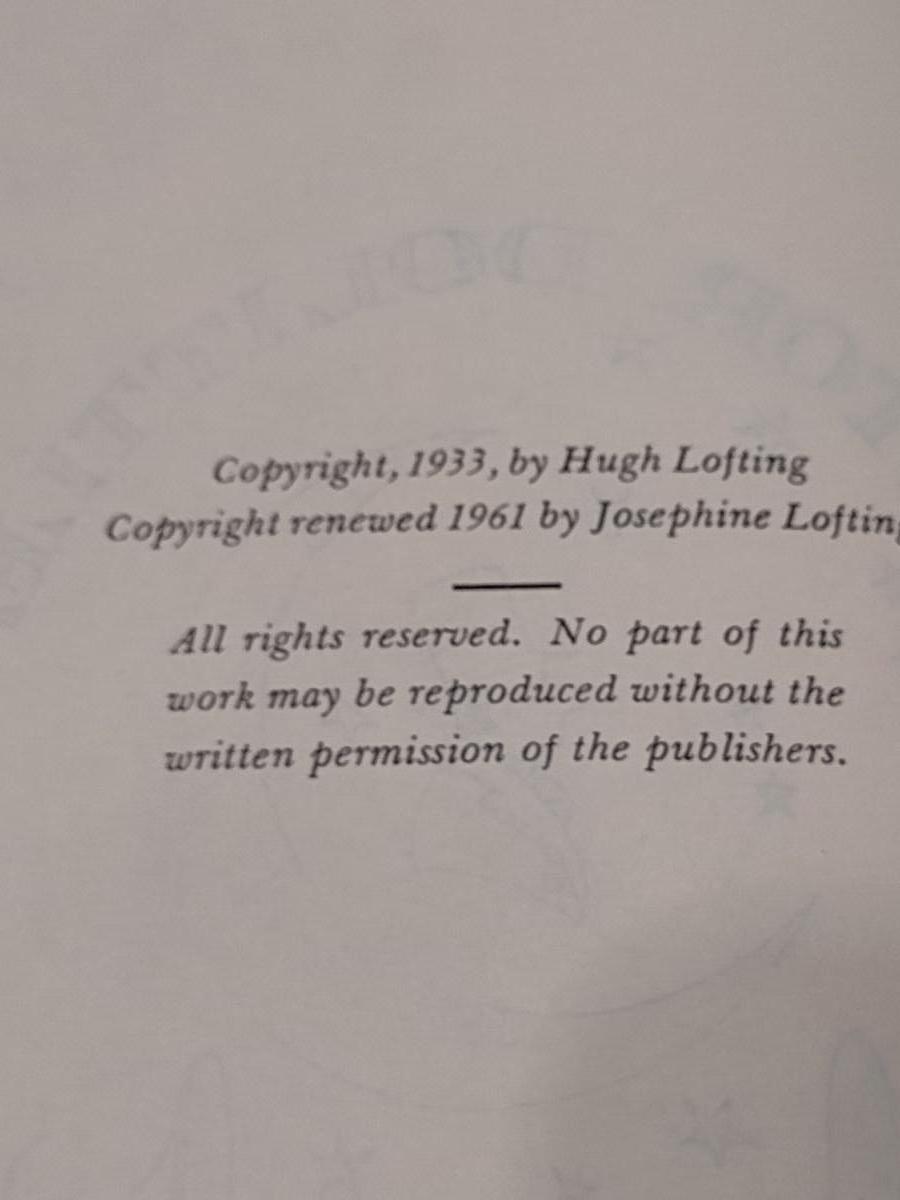 Copyright, 1933, by Hugh Lofting
Copyright renewed 1961 by Josephine Lofting
All rights reserved. No part of this
work may be reproduced without the
written permission of the publishers.